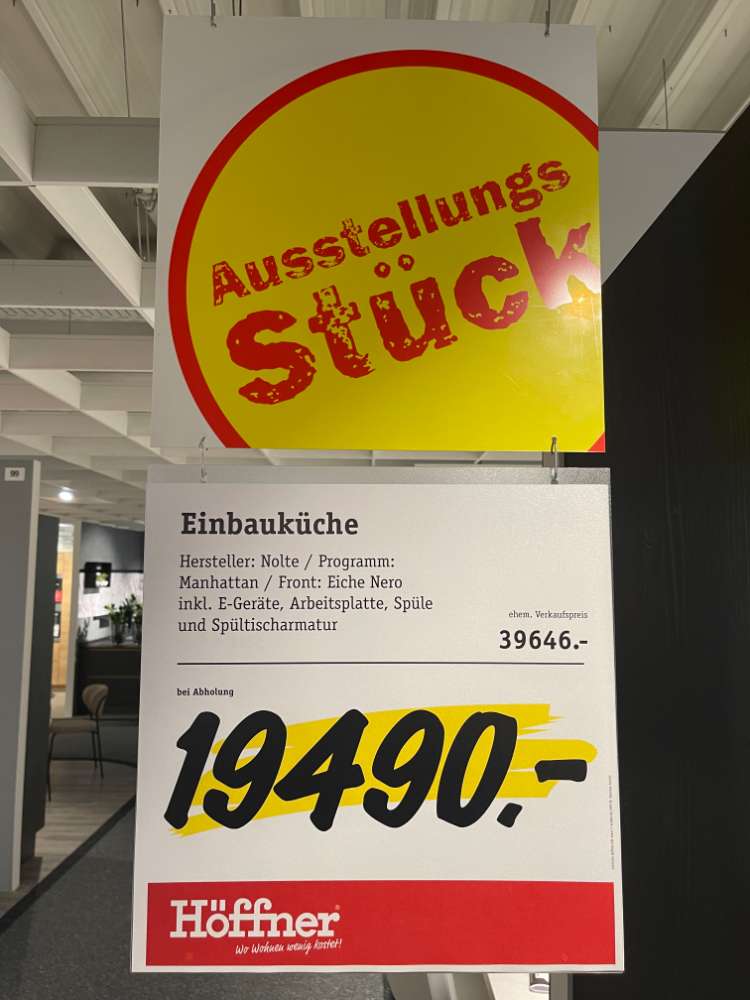 Ausstellungs
Stück
99
Einbauküche
Hersteller: Nolte / Programm:
Manhattan / Front: Eiche Nero
inkl. E-Geräte, Arbeitsplatte, Spüle
und Spültischarmatur
ehem. Verkaufspreis
39646.-
bei Abholung
19490.-
Höffner
Wo Wohnen wenig kostet!